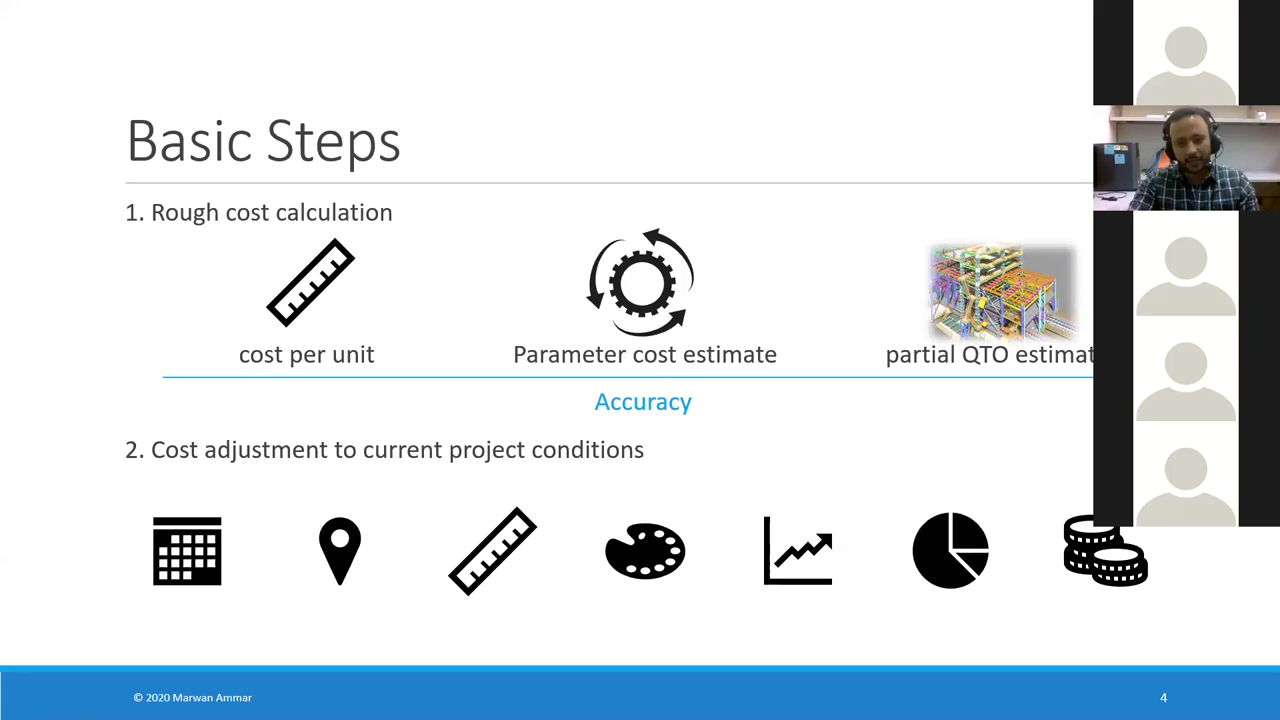 Basic Steps
1. Rough cost calculation
cost per unit
Parameter cost estimate
partial QTO estimat
Accuracy
2. Cost adjustment to current project conditions
© 2020 Marwan Ammar
4